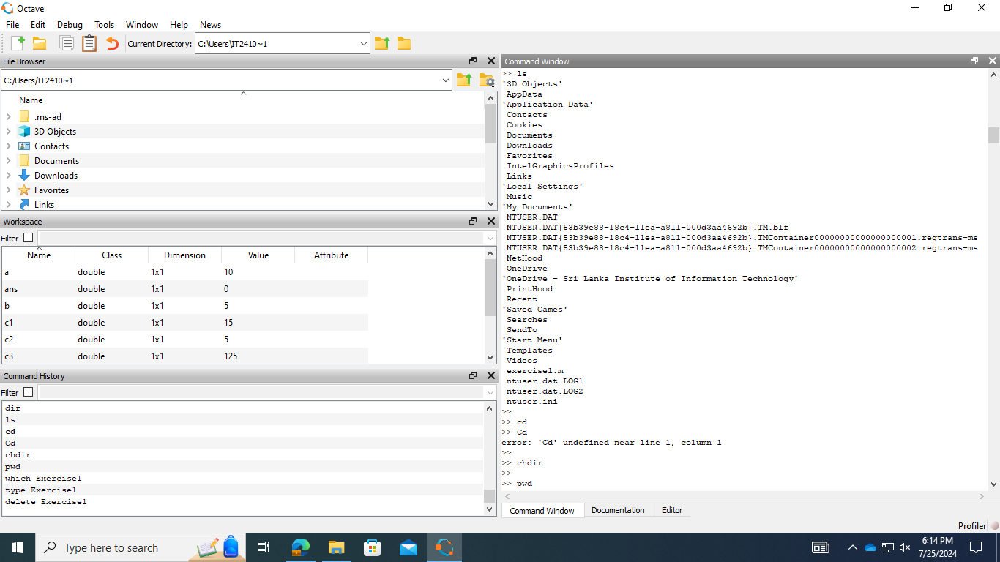 Octave
File Edit Debug Tools Window Help News
Current Directory: C:\Users\IT2410~1
File Browser
C:/Users/IT2410~1
Name
.ms-ad
3D Objects
Contacts
Documents
Downloads
Favorites
Links
Workspace
Filter
Name Class Dimension Value Attribute
a double 1x1 10
ans double 1x1 0
b double 1x1 5
c1 double 1x1 15
c2 double 1x1 5
c3 double 1x1 125
Command History
Filter
dir
ls
cd
Cd
chdir
pwd
which Exercise1
type Exercise1
delete Exercise1
Command Window
>> ls
'3D Objects'
AppData
'Application Data'
Contacts
Cookies
Documents
Downloads
Favorites
IntelGraphicsProfiles
Links
'Local Settings'
Music
'My Documents'
NTUSER.DAT
NTUSER.DAT{53b39e88-18c4-11ea-a811-000d3aa4692b}.TM.blf
NTUSER.DAT{53b39e88-18c4-11ea-a811-000d3aa4692b}.TMContainer00000000000000000001.regtrans-ms
NTUSER.DAT{53b39e88-18c4-11ea-a811-000d3aa4692b}.TMContainer00000000000000000002.regtrans-ms
NetHood
OneDrive
'OneDrive - Sri Lanka Institute of Information Technology'
PrintHood
Recent
'Saved Games'
Searches
SendTo
'Start Menu'
Templates
Videos
exercise1.m
ntuser.dat.LOG1
ntuser.dat.LOG2
ntuser.ini
>>
>> cd
>> Cd
error: 'Cd' undefined near line 1, column 1
>>
>> chdir
>>
>> pwd
Command Window Documentation Editor
Profiler
Type here to search
6:14 PM
7/25/2024